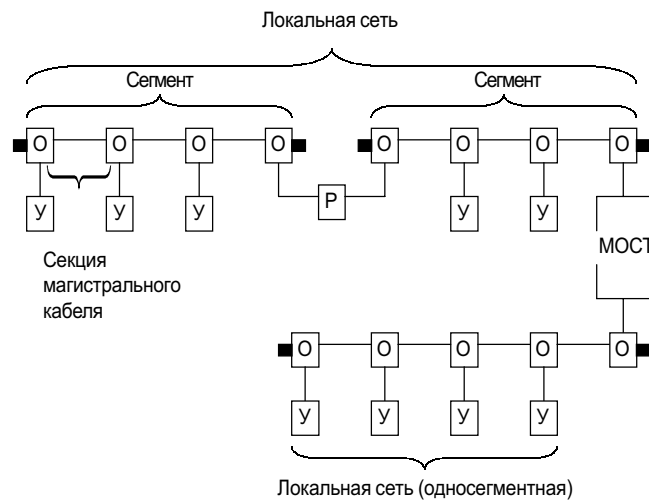 Локальная сеть
Сегмент Сегмент
О О О О О О О О
У У У Р У У
МОСТ
Секция
магистрального
кабеля
О О О О О
У У У У
Локальная сеть (односегментная)